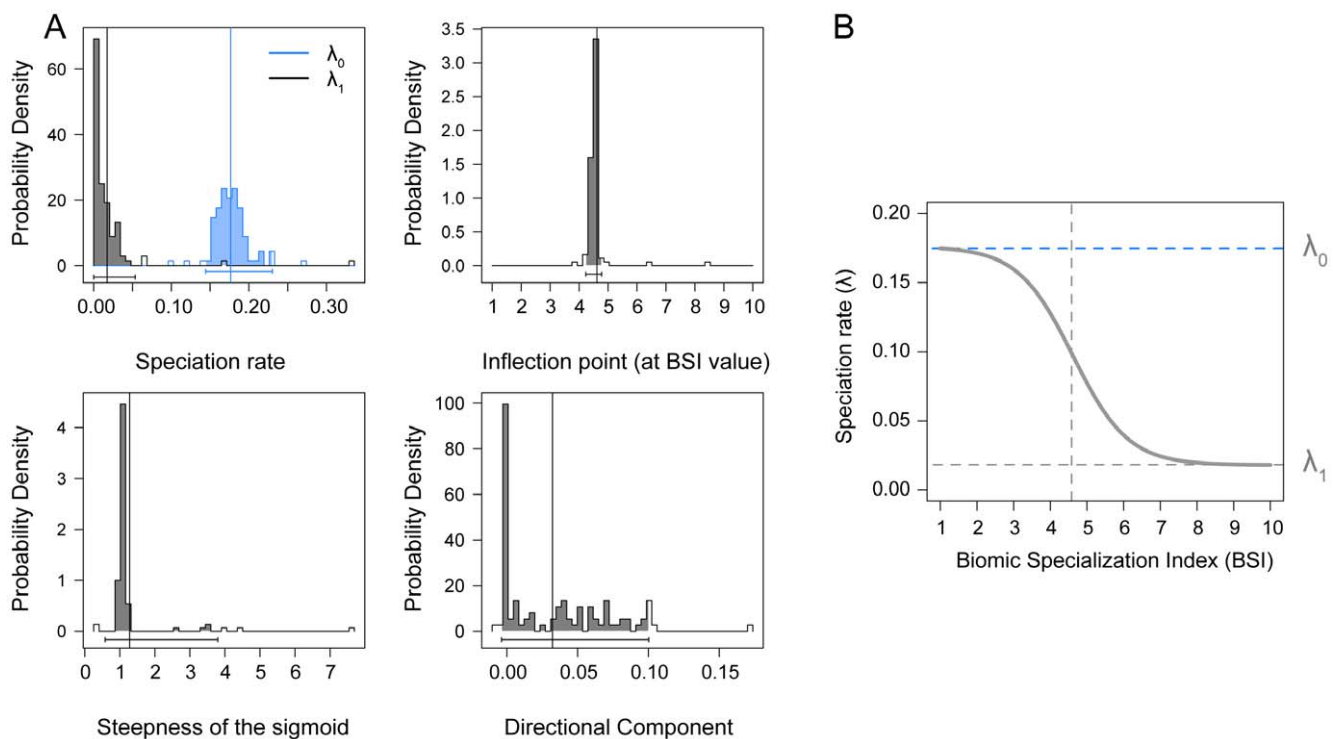 A
Probability Density
60
40
20
0
λ0
λ1
0.00 0.10 0.20 0.30
Speciation rate
Probability Density
3.5
3.0
2.5
2.0
1.5
1.0
0.5
0.0
1 2 3 4 5 6 7 8 9 10
Inflection point (at BSI value)
Probability Density
4
3
2
1
0
0 1 2 3 4 5 6 7
Steepness of the sigmoid
Probability Density
100
80
60
40
20
0
0.00 0.05 0.10 0.15
Directional Component
B
Speciation rate (λ)
0.20
0.15
0.10
0.05
0.00
λ0
λ1
1 2 3 4 5 6 7 8 9 10
Biomic Specialization Index (BSI)